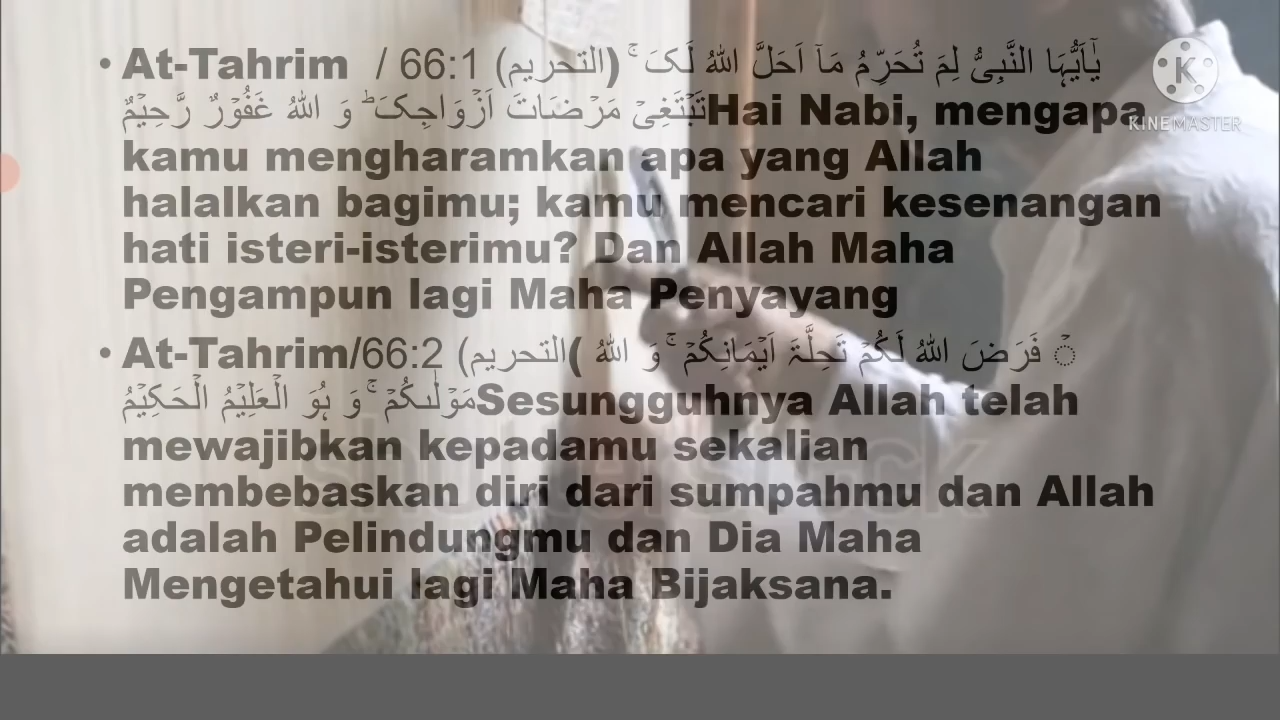 • At-Tahrim / 66:1 (التحريم) یٰۤاَیُّہَا النَّبِیُّ لِمَ تُحَرِّمُ مَاۤ اَحَلَّ اللّٰہُ لَکَ ۚ
تَبۡتَغِیۡ مَرۡضَاتَ اَزۡوَاجِکَ ؕ وَ اللّٰہُ غَفُوۡرٌ رَّحِیۡمٌHai Nabi, mengapa
kamu mengharamkan apa yang Allah
halalkan bagimu; kamu mencari kesenangan
hati isteri-isterimu? Dan Allah Maha
Pengampun lagi Maha Penyayang
• At-Tahrim/66:2 (التحريم) ۡ فَرَضَ اللّٰہُ لَکُمۡ تَحِلَّۃَ اَیۡمَانِکُمۡ ۚ وَ اللّٰہُ
مَوۡلٰىکُمۡ ۚ وَ ہُوَ الۡعَلِیۡمُ الۡحَکِیۡمُSesungguhnya Allah telah
mewajibkan kepadamu sekalian
membebaskan diri dari sumpahmu dan Allah
adalah Pelindungmu dan Dia Maha
Mengetahui lagi Maha Bijaksana.
K
KINEMASTER
shutterstock